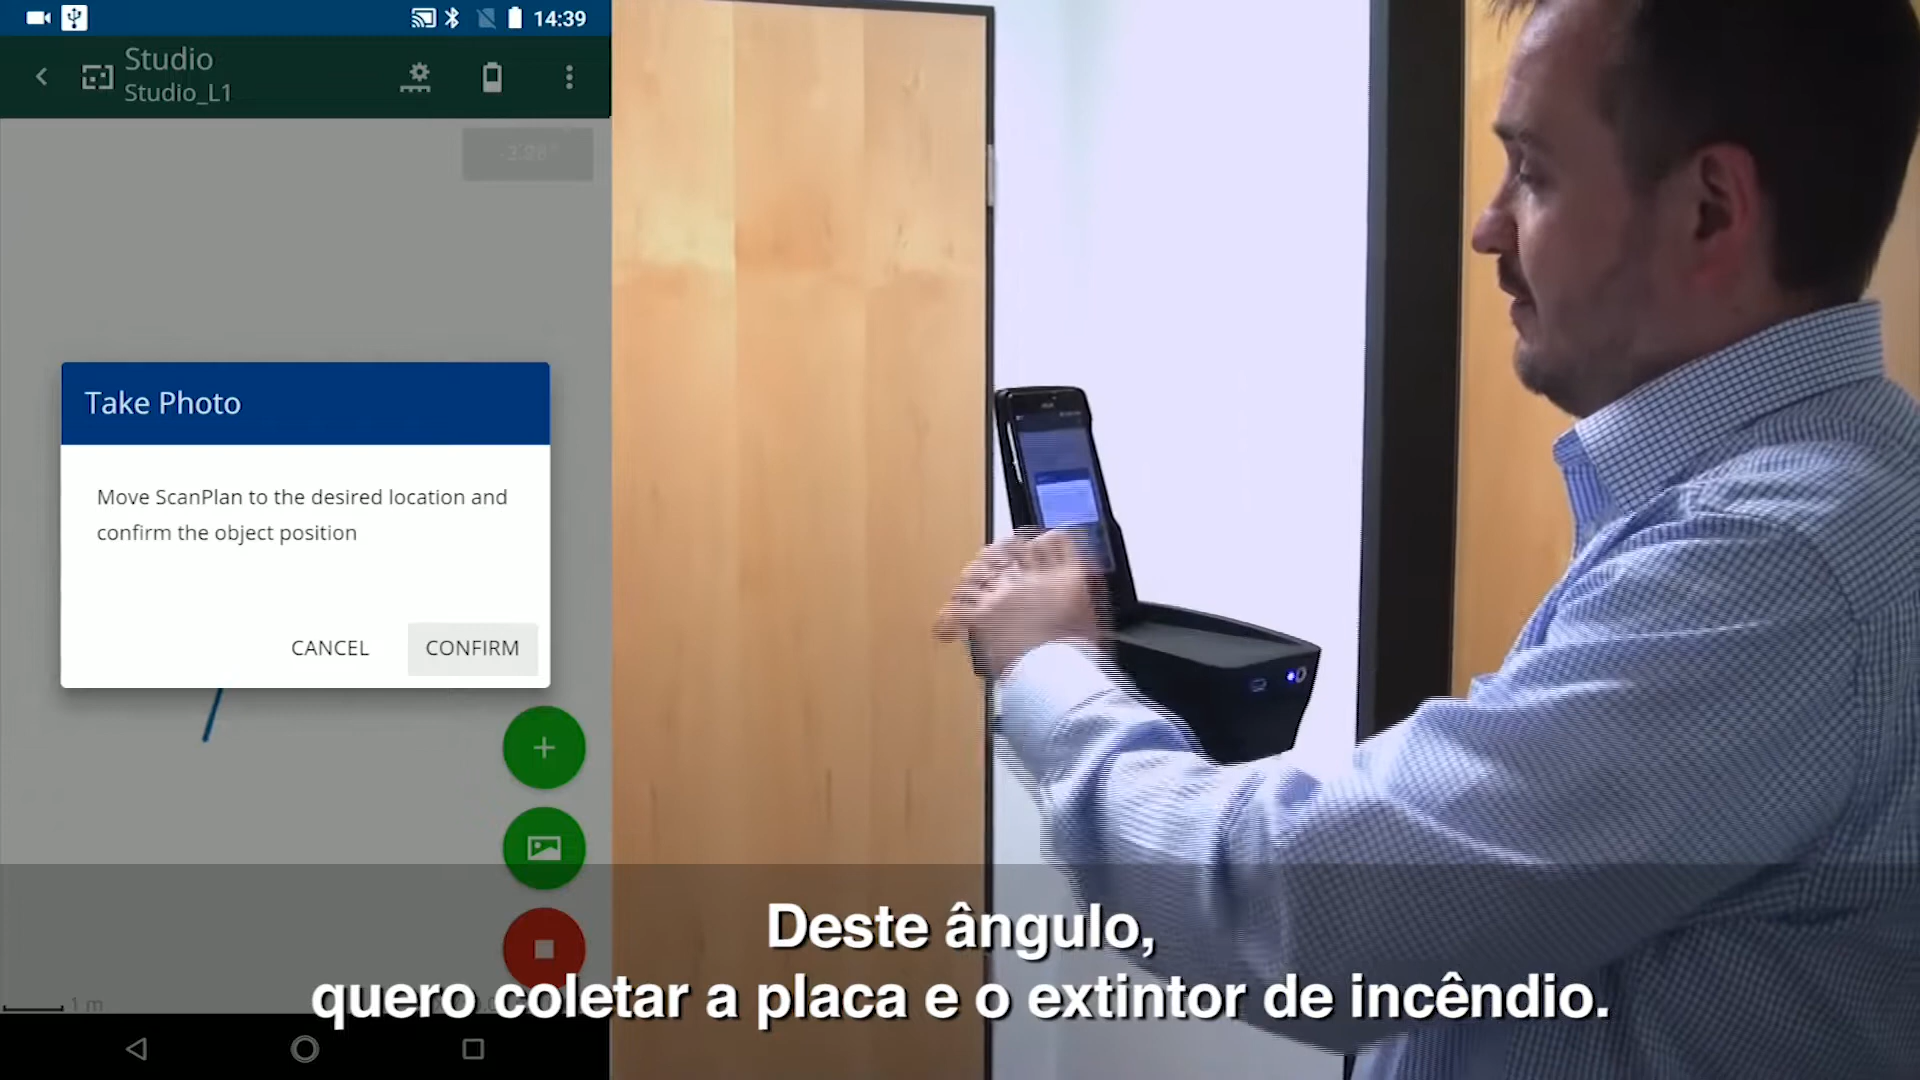 14:39
Studio
Studio_L1
Take Photo
Move ScanPlan to the desired location and
confirm the object position
CANCEL
CONFIRM
1 m
Deste ângulo,
quero coletar a placa e o extintor de incêndio.